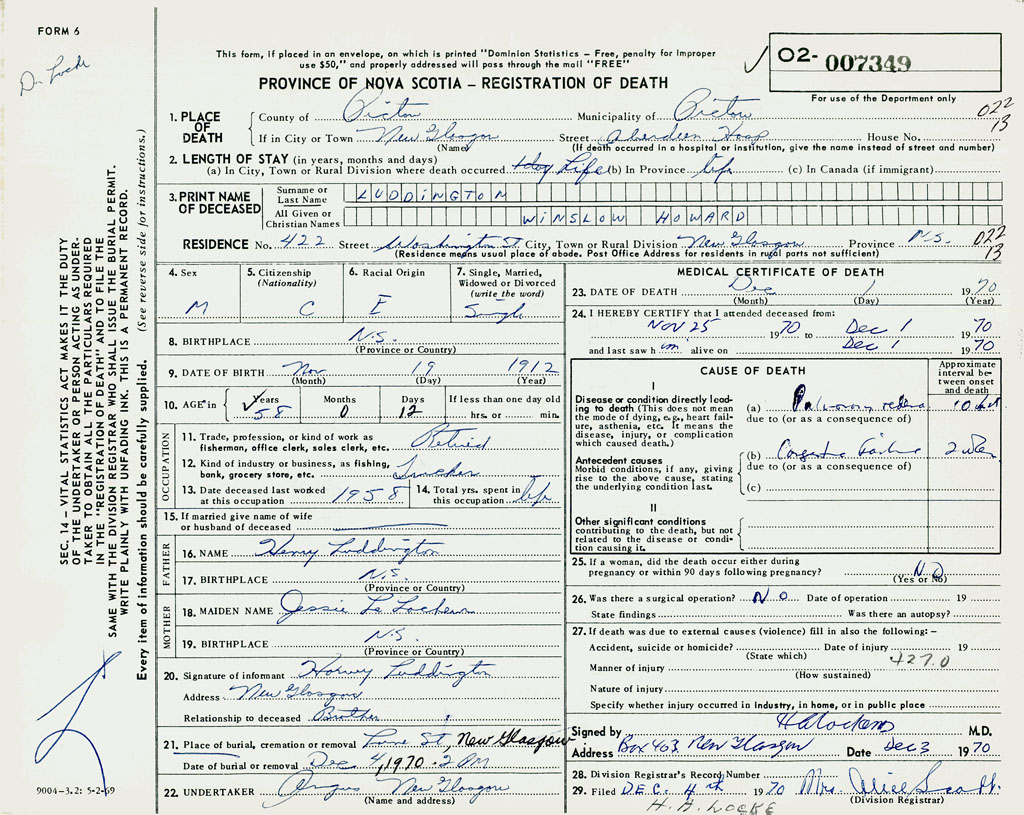 FORM 6
Dr. Locke
This form, if placed in an envelope, on which is printed "Dominion Statistics – Free, penalty for improper
use $50," and properly addressed will pass through the mail "FREE"
02- 007349
For use of the Department only
PROVINCE OF NOVA SCOTIA – REGISTRATION OF DEATH
022
13
1. PLACE OF DEATH
County of Pictou Municipality of Pictou
If in City or Town New Glasgow Street Aberdeen Hosp House No.
(Name) (If death occurred in a hospital or institution, give the name instead of street and number)
2. LENGTH OF STAY (in years, months and days)
(a) In City, Town or Rural Division where death occurred Life (b) In Province life (c) In Canada (if immigrant)
3. PRINT NAME OF DECEASED
Surname or Last Name LUDDINGTON
All Given or Christian Names WINSLOW HOWARD
RESIDENCE No. 422 Street Washington St. City, Town or Rural Division New Glasgow Province N.S. 022
13
(Residence means usual place of abode. Post Office Address for residents in rural parts not sufficient)
4. Sex M
5. Citizenship (Nationality) C
6. Racial Origin E
7. Single, Married, Widowed or Divorced (write the word) Single
8. BIRTHPLACE N.S.
(Province or Country)
9. DATE OF BIRTH Nov 19 1912
(Month) (Day) (Year)
10. AGE in Years 58 Months 0 Days 12 If less than one day old hrs. or min.
OCCUPATION
11. Trade, profession, or kind of work as fisherman, office clerk, sales clerk, etc. Retired
12. Kind of industry or business, as fishing, bank, grocery store, etc.
13. Date deceased last worked at this occupation 1958
14. Total yrs. spent in this occupation life
15. If married give name of wife or husband of deceased
FATHER
16. NAME Henry Luddington
17. BIRTHPLACE N.S.
(Province or Country)
MOTHER
18. MAIDEN NAME Jessie
19. BIRTHPLACE N.S.
(Province or Country)
20. Signature of informant Harvey Luddington
Address New Glasgow
Relationship to deceased Brother
21. Place of burial, cremation or removal St, New Glasgow
Date of burial or removal Dec 4, 1970 - 2 PM
22. UNDERTAKER Angus New Glasgow
(Name and address)
MEDICAL CERTIFICATE OF DEATH
23. DATE OF DEATH Dec 1 1970
(Month) (Day) (Year)
24. I HEREBY CERTIFY that I attended deceased from:
Nov 25 1970 to Dec 1 1970
and last saw him alive on Dec 1 1970
CAUSE OF DEATH
Approximate interval between onset and death
I
Disease or condition directly leading to death (This does not mean the mode of dying, e.g., heart failure, asthenia, etc. It means the disease, injury, or complication which caused death.)
(a) Pulmonary edema
due to (or as a consequence of)
Antecedent causes
Morbid conditions, if any, giving rise to the above cause, stating the underlying condition last.
(b) Congestive Failure
due to (or as a consequence of)
(c)
II
Other significant conditions contributing to the death, but not related to the disease or condition causing it.
25. If a woman, did the death occur either during pregnancy or within 90 days following pregnancy? NO
(Yes or No)
26. Was there a surgical operation? NO Date of operation 19
State findings Was there an autopsy?
27. If death was due to external causes (violence) fill in also the following: –
Accident, suicide or homicide? Date of injury 19
(State which) 427.0
Manner of injury
(How sustained)
Nature of injury
Specify whether injury occurred in industry, in home, or in public place
Signed by M.D.
Address Box 403 New Glasgow Date Dec 3 1970
28. Division Registrar's Record Number
29. Filed DEC. 4th 1970 Mrs. Alice Scott
(Division Registrar)
H. A. LOCKE
SEC. 14 – VITAL STATISTICS ACT MAKES IT THE DUTY
OF THE UNDERTAKER OR PERSON ACTING AS UNDER-
TAKER TO OBTAIN ALL THE PARTICULARS REQUIRED
IN THE "REGISTRATION OF DEATH" AND TO FILE THE
SAME WITH THE DIVISION REGISTRAR WHO SHALL ISSUE THE BURIAL PERMIT.
WRITE PLAINLY WITH UNFADING INK. THIS IS A PERMANENT RECORD.
Every item of information should be carefully supplied. (See reverse side for instructions.)
9004-3.2: 5-2-69